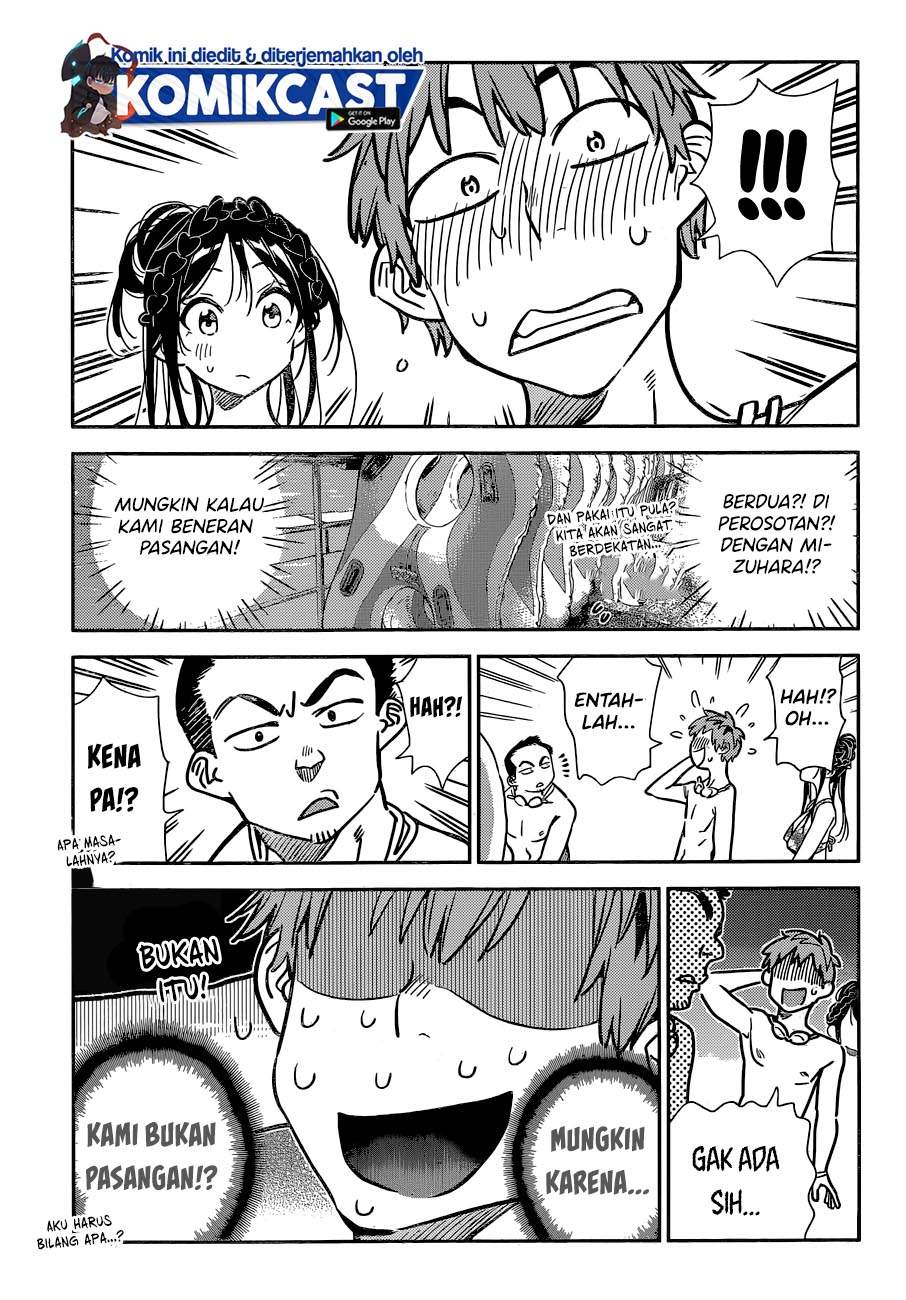 Komik ini diedit & diterjemahkan oleh
KOMIKCAST
GET IT ON
Google Play
!!!
BERDUA?! DI
PEROSOTAN?!
DENGAN MI-
ZUHARA!?
DAN PAKAI ITU PULA?
KITA AKAN SANGAT
BERDEKATAN...
MUNGKIN KALAU
KAMI BENERAN
PASANGAN!
HAH!?
OH...
ENTAH-
LAH...
HAH?!
KENA
PA!?
APA MASA-
LAHNYA?
GAK ADA
SIH...
BUKAN
ITU!
MUNGKIN
KARENA...
KAMI BUKAN
PASANGAN!?
AKU HARUS
BILANG APA...?